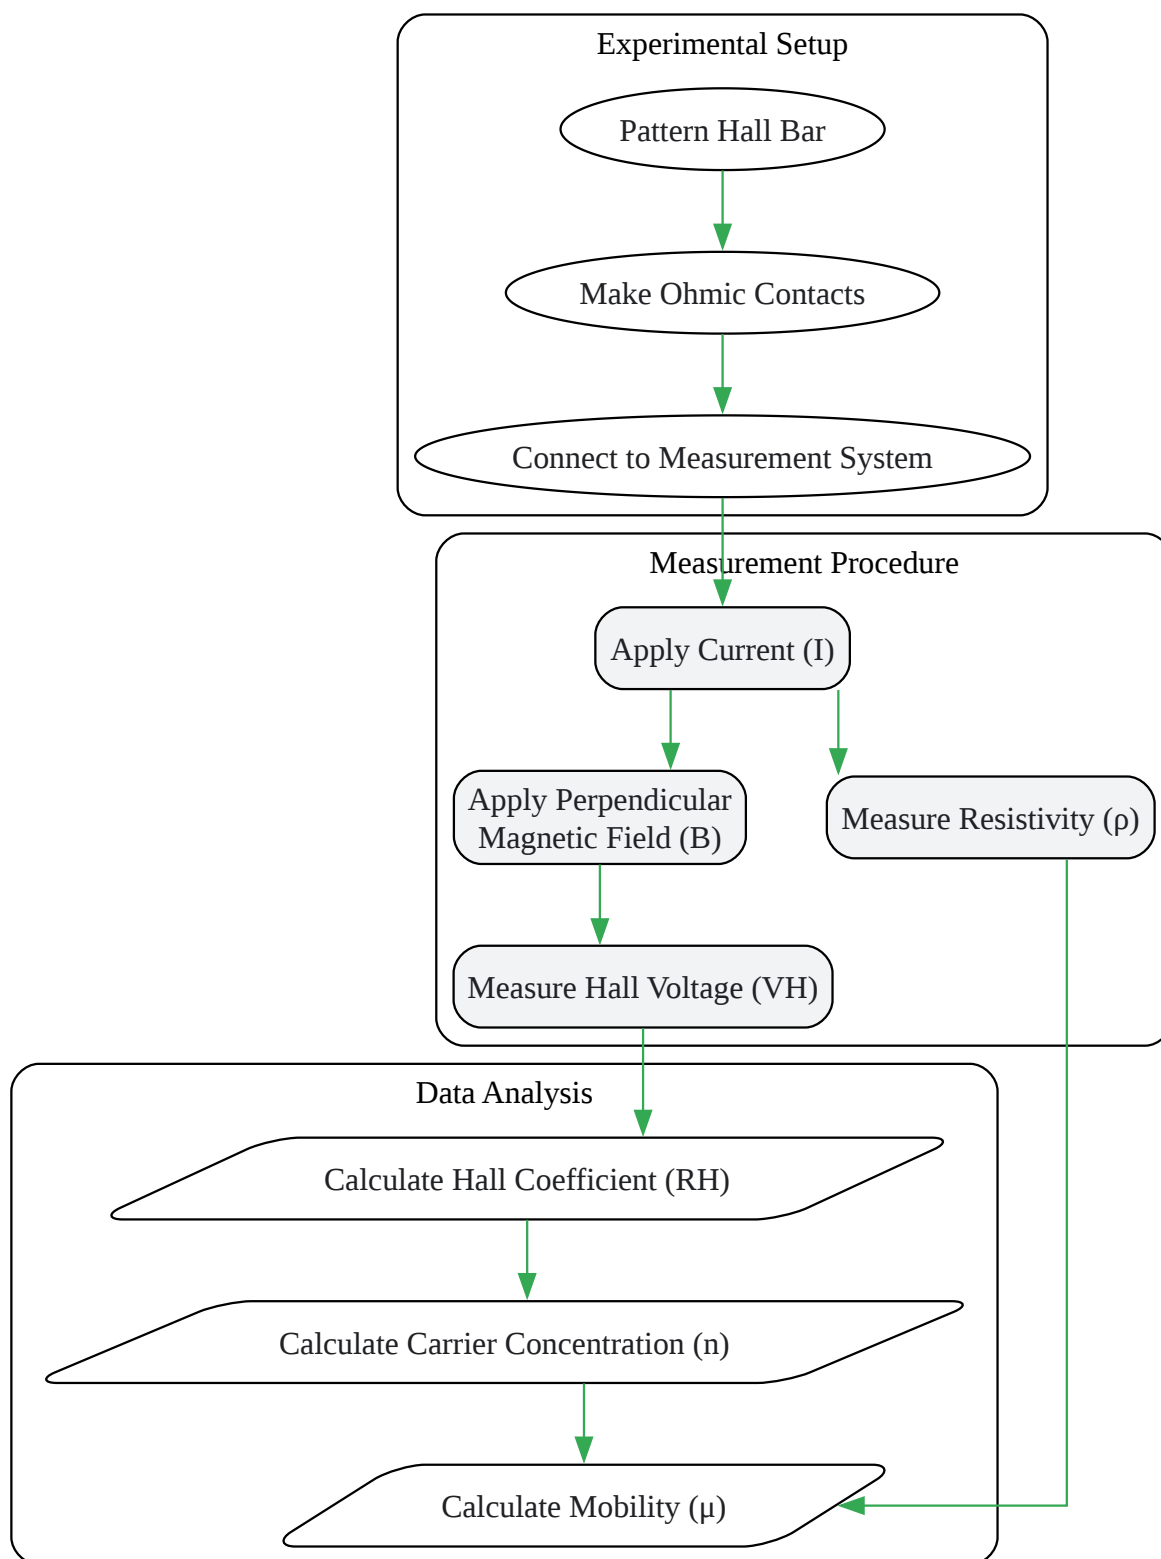 Experimental Setup
Pattern Hall Bar
Make Ohmic Contacts
Connect to Measurement System
Measurement Procedure
Apply Current (I)
Apply Perpendicular
Magnetic Field (B)
Measure Resistivity (ρ)
Measure Hall Voltage (VH)
Data Analysis
Calculate Hall Coefficient (RH)
Calculate Carrier Concentration (n)
Calculate Mobility (μ)